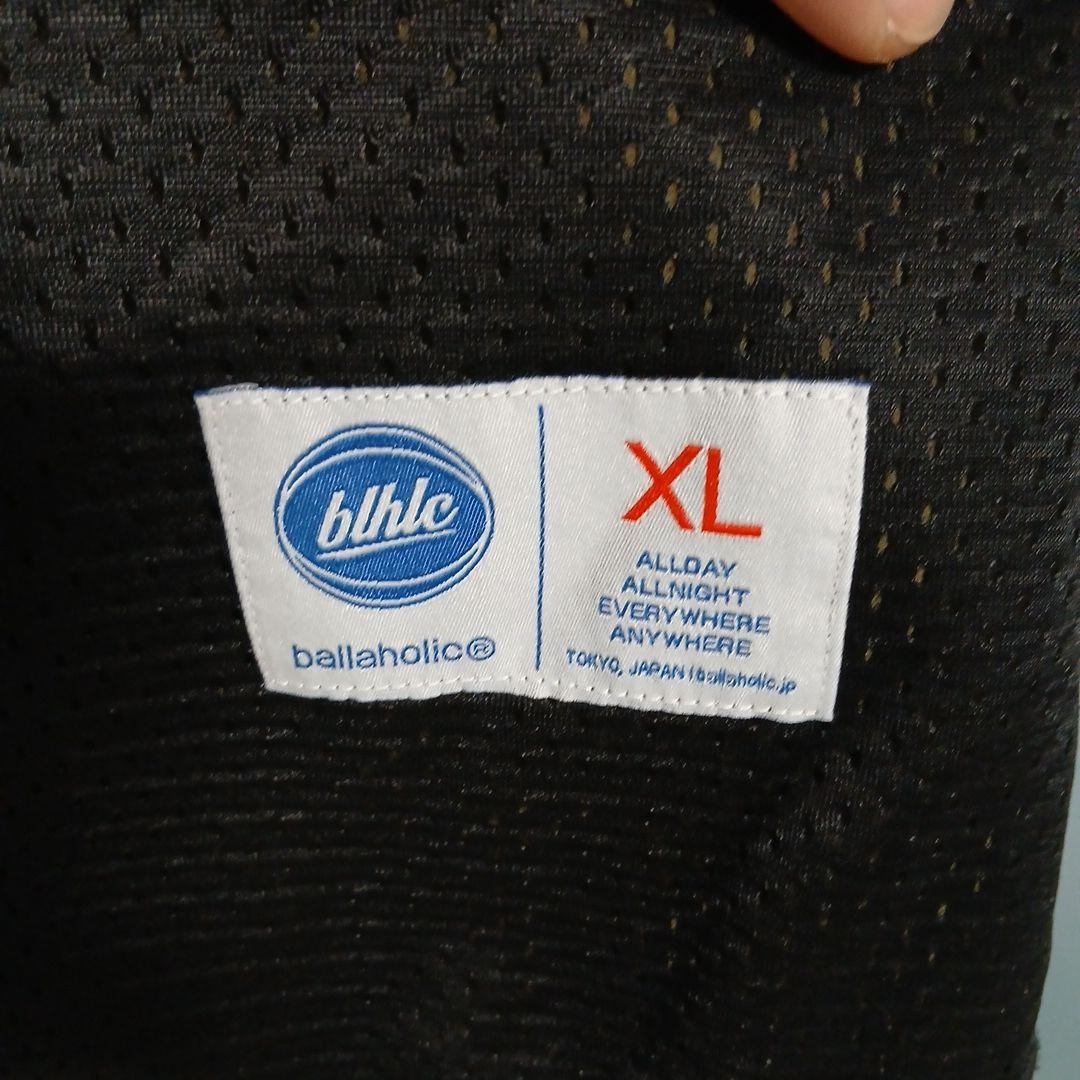 blhlc
ballaholic®
XL
ALLDAY
ALLNIGHT
EVERYWHERE
ANYWHERE
TOKYO, JAPAN | ballaholic.jp